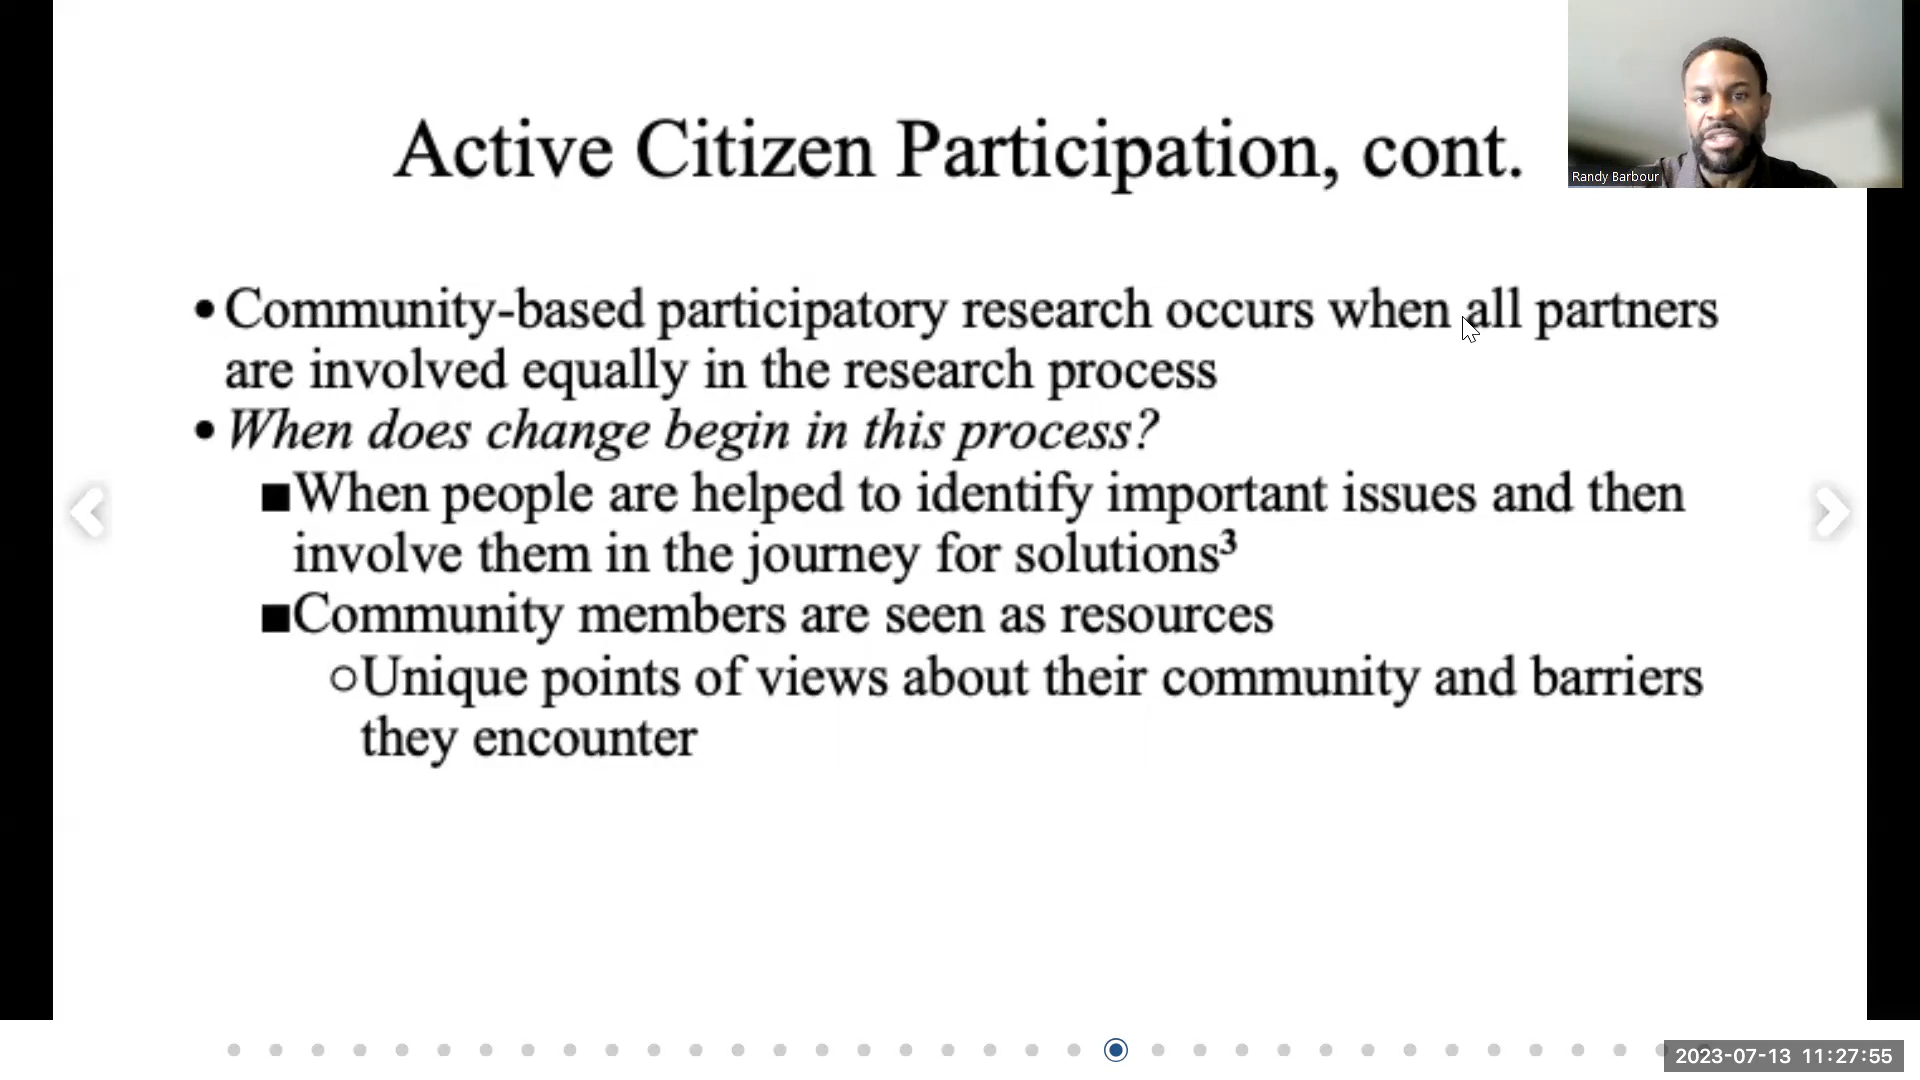 Active Citizen Participation, cont.
Randy Barbour
• Community-based participatory research occurs when all partners
are involved equally in the research process
• When does change begin in this process?
■When people are helped to identify important issues and then
involve them in the journey for solutions³
■Community members are seen as resources
○Unique points of views about their community and barriers
they encounter
2023-07-13 11:27:55